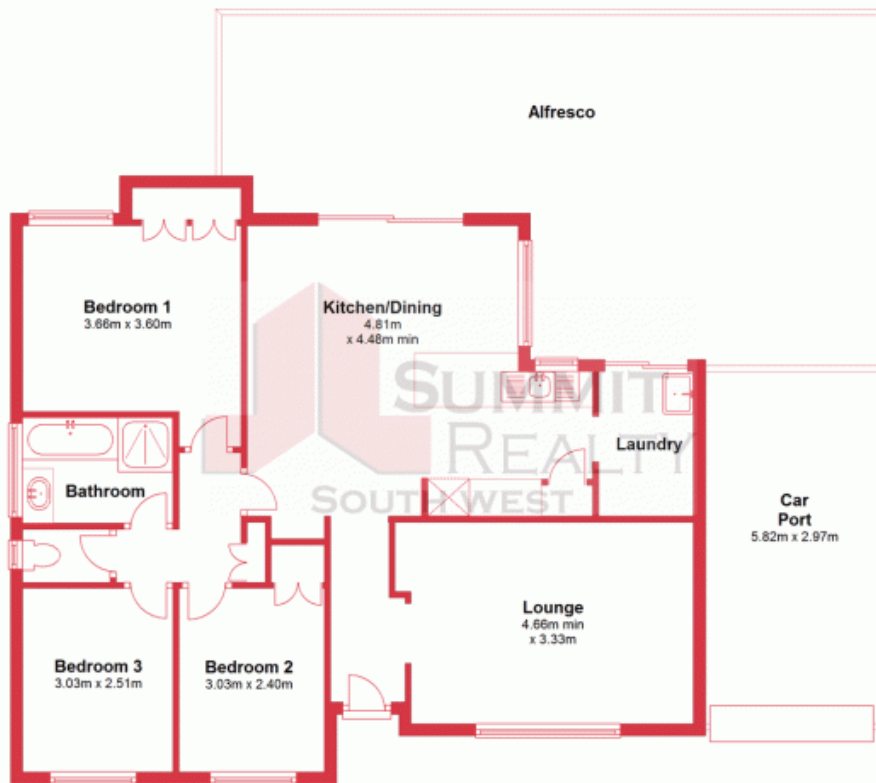 Alfresco
Bedroom 1
3.66m x 3.60m
Kitchen/Dining
4.81m
x 4.48m min
SUMMIT
REALTY
SOUTH WEST
Laundry
Bathroom
Car
Port
5.82m x 2.97m
Lounge
4.66m min
x 3.33m
Bedroom 3
3.03m x 2.51m
Bedroom 2
3.03m x 2.40m